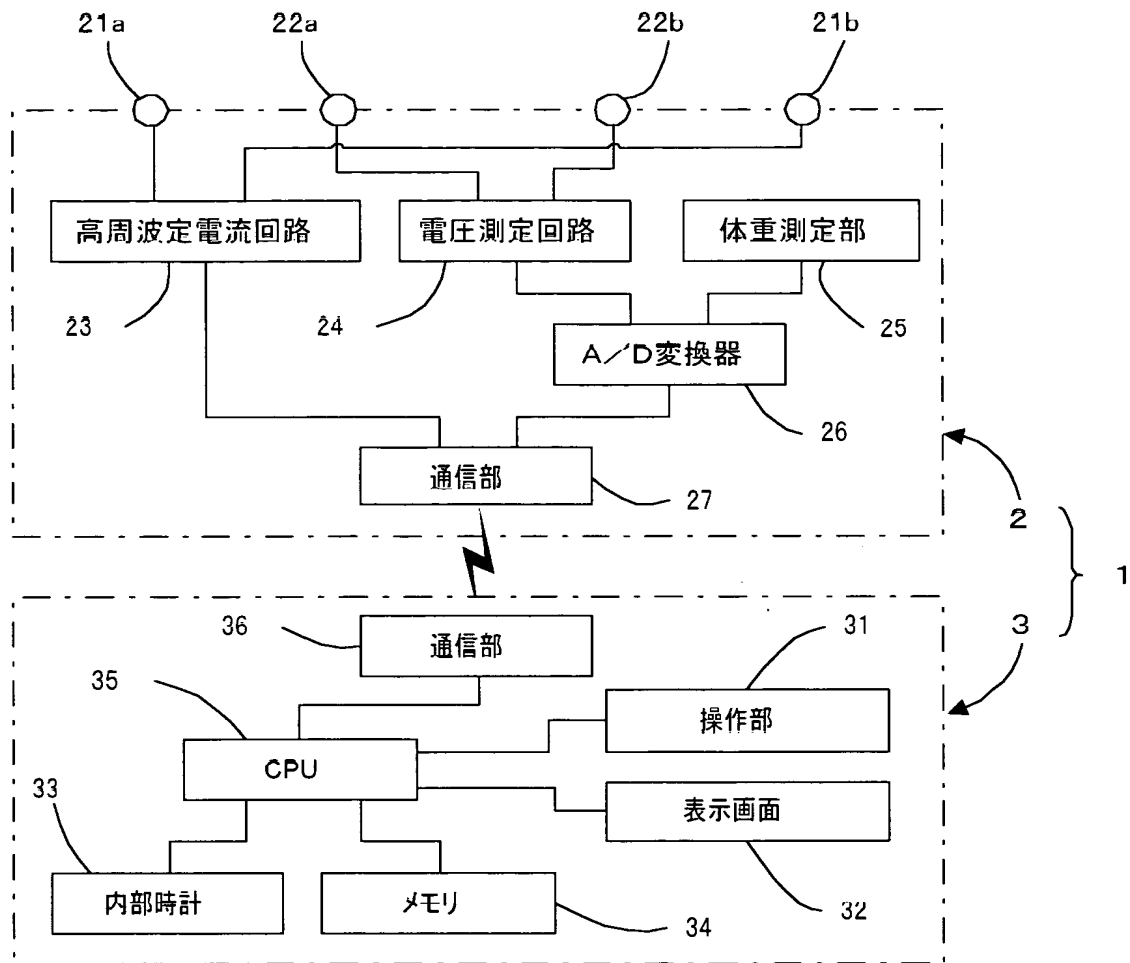 21a 22a 22b 21b
高周波定電流回路 電圧測定回路 体重測定部
23 24 25
A/D変換器
26
通信部
27
2
1
3
36 通信部 31
35 操作部
CPU
33 表示画面
内部時計 メモリ 34 32